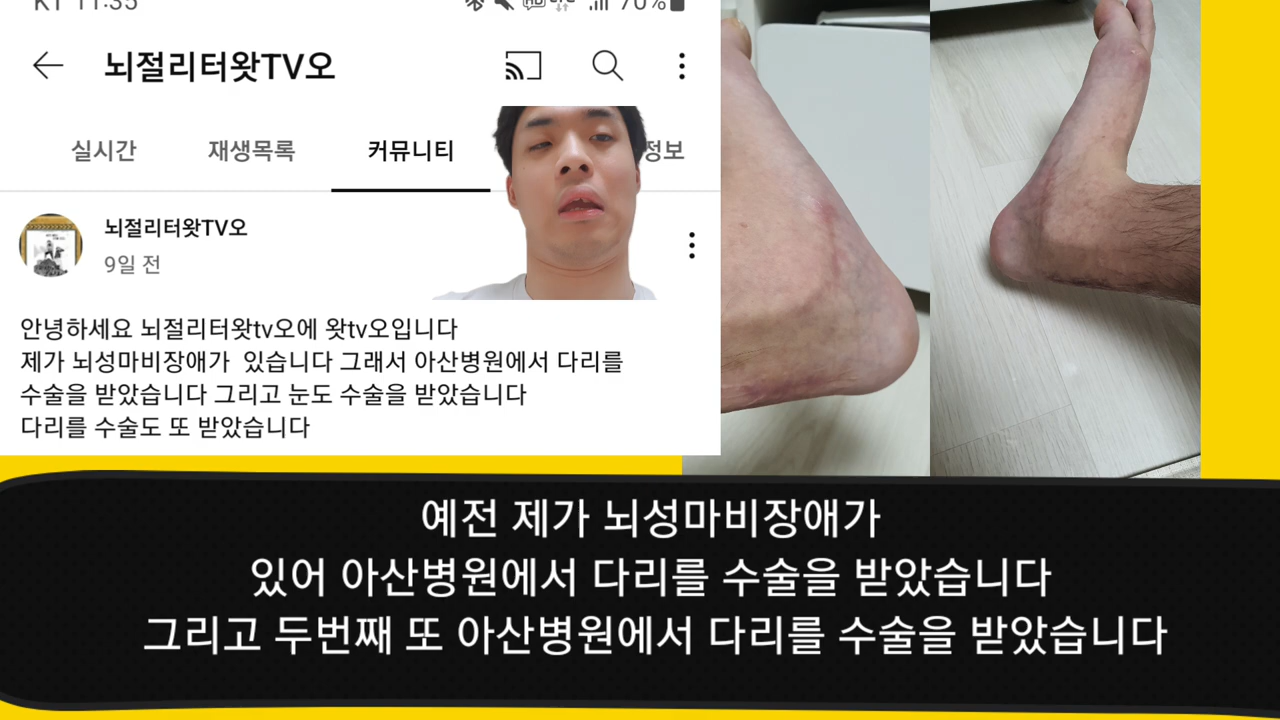 KT 11:35
70%
뇌절리터왓TV오
실시간
재생목록
커뮤니티
정보
뇌절리터왓TV오
9일 전
안녕하세요 뇌절리터왓tv오에 왓tv오입니다
제가 뇌성마비장애가  있습니다 그래서 아산병원에서 다리를
수술을 받았습니다 그리고 눈도 수술을 받았습니다
다리를 수술도 또 받았습니다
예전 제가 뇌성마비장애가
있어 아산병원에서 다리를 수술을 받았습니다
그리고 두번째 또 아산병원에서 다리를 수술을 받았습니다